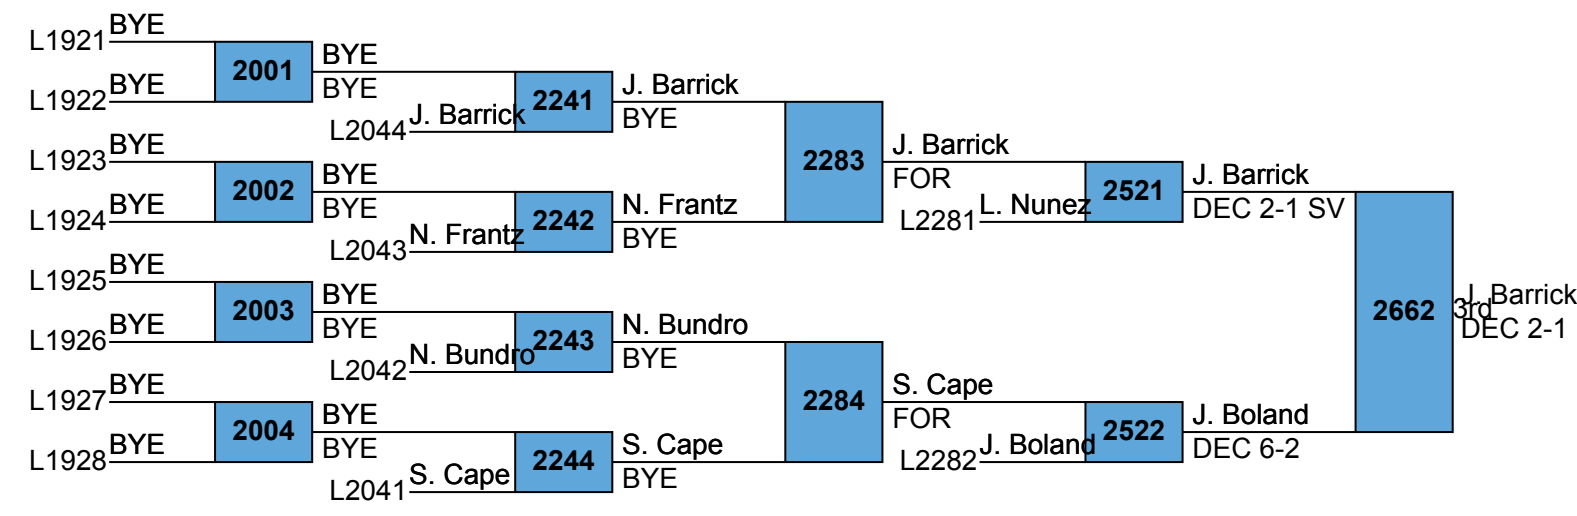 BYE
L1921
2001
BYE
L1922
BYE
BYE
J. Barrick
L2044
2241
J. Barrick
BYE
BYE
L1923
2002
BYE
L1924
BYE
BYE
N. Frantz
L2043
2242
N. Frantz
BYE
2283
J. Barrick
FOR
L. Nunez
L2281
2521
J. Barrick
DEC 2-1 SV
BYE
L1925
2003
BYE
L1926
BYE
BYE
N. Bundro
L2042
2243
N. Bundro
BYE
BYE
L1927
2004
BYE
L1928
BYE
BYE
S. Cape
L2041
2244
S. Cape
BYE
2284
S. Cape
FOR
J. Boland
L2282
2522
J. Boland
DEC 6-2
2662
3rd
J. Barrick
DEC 2-1